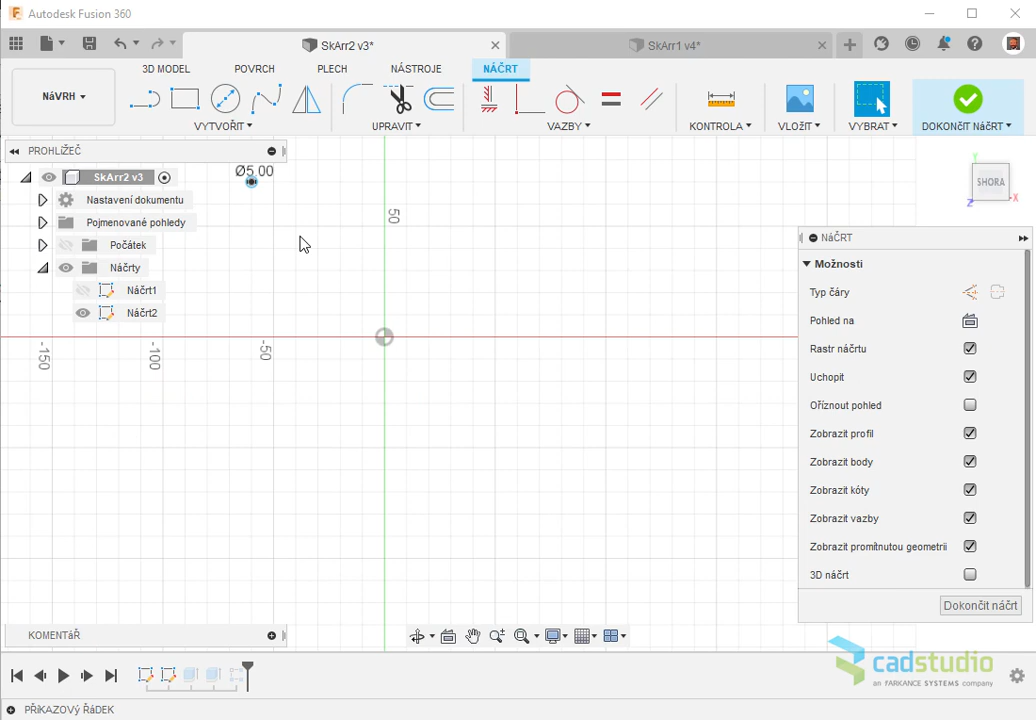 Autodesk Fusion 360
SkArr2 v3*
SkArr1 v4*
3D MODEL
POVRCH
PLECH
NÁSTROJE
NÁČRT
NáVRH
VYTVOŘIT
UPRAVIT
VAZBY
KONTROLA
VLOŽIT
VYBRAT
DOKONČIT NÁČRT
PROHLÍŽEČ
SkArr2 v3
Nastavení dokumentu
Pojmenované pohledy
Počátek
Náčrty
Náčrt1
Náčrt2
Ø5.00
50
-150
-100
-50
Y
SHORA
X
Z
NÁČRT
Možnosti
Typ čáry
Pohled na
Rastr náčrtu
Uchopit
Oříznout pohled
Zobrazit profil
Zobrazit body
Zobrazit kóty
Zobrazit vazby
Zobrazit promítnutou geometrii
3D náčrt
Dokončit náčrt
KOMENTář
cadstudio
an FARKANCE SYSTEMS company
PŘíKAZOVý ŘáDEK